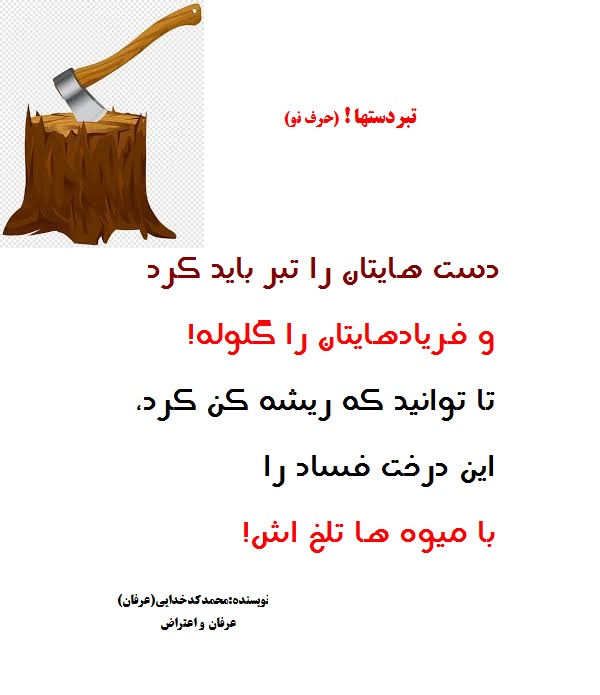 تبردستها ! (حرف نو)
دست هایتان را تبر باید کرد
و فریادهایتان را گلوله!
تا توانید که ریشه کن کرد،
این درخت فساد را
با میوه ها تلخ اش!
نویسنده:محمدکدخدایی(عرفان)
عرفان و اعتراض